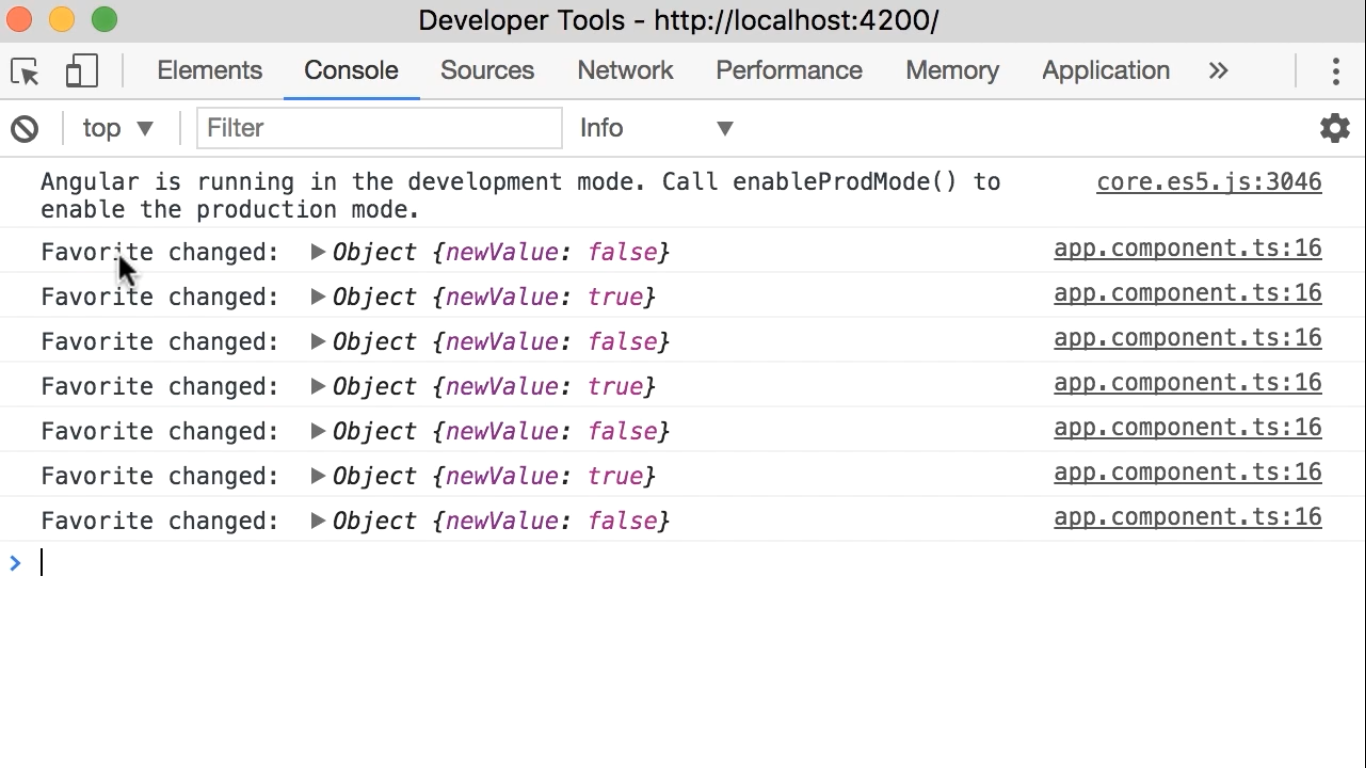 Developer Tools - http://localhost:4200/
Elements Console Sources Network Performance Memory Application »
top ▼ Filter Info ▼
Angular is running in the development mode. Call enableProdMode() to core.es5.js:3046
enable the production mode.
Favorite changed: ▶Object {newValue: false} app.component.ts:16
Favorite changed: ▶Object {newValue: true} app.component.ts:16
Favorite changed: ▶Object {newValue: false} app.component.ts:16
Favorite changed: ▶Object {newValue: true} app.component.ts:16
Favorite changed: ▶Object {newValue: false} app.component.ts:16
Favorite changed: ▶Object {newValue: true} app.component.ts:16
Favorite changed: ▶Object {newValue: false} app.component.ts:16
>